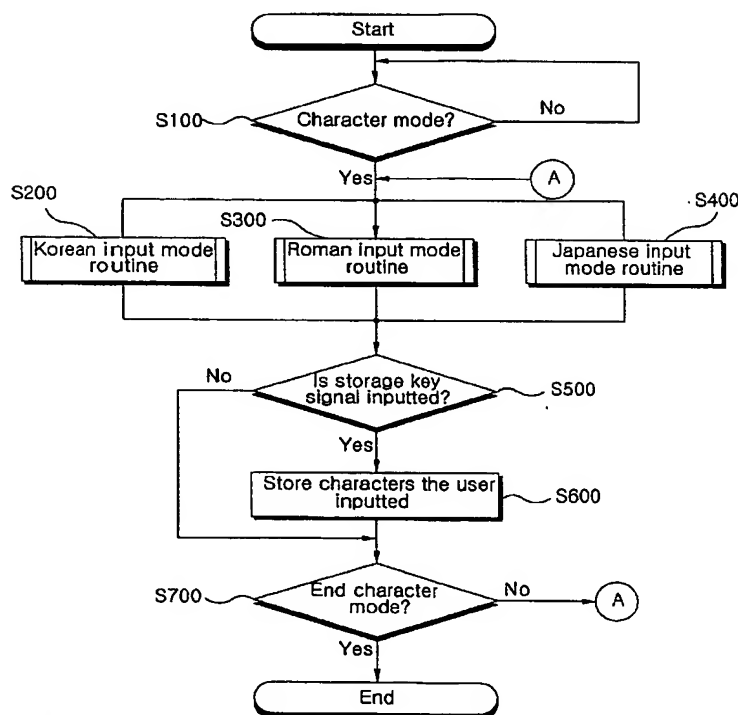 Start
S100
Character mode?
No
Yes
A
S200
Korean input mode
routine
S300
Roman input mode
routine
S400
Japanese input
mode routine
No
Is storage key
signal inputted?
S500
Yes
Store characters the user
inputted
S600
S700
End character
mode?
No
A
Yes
End